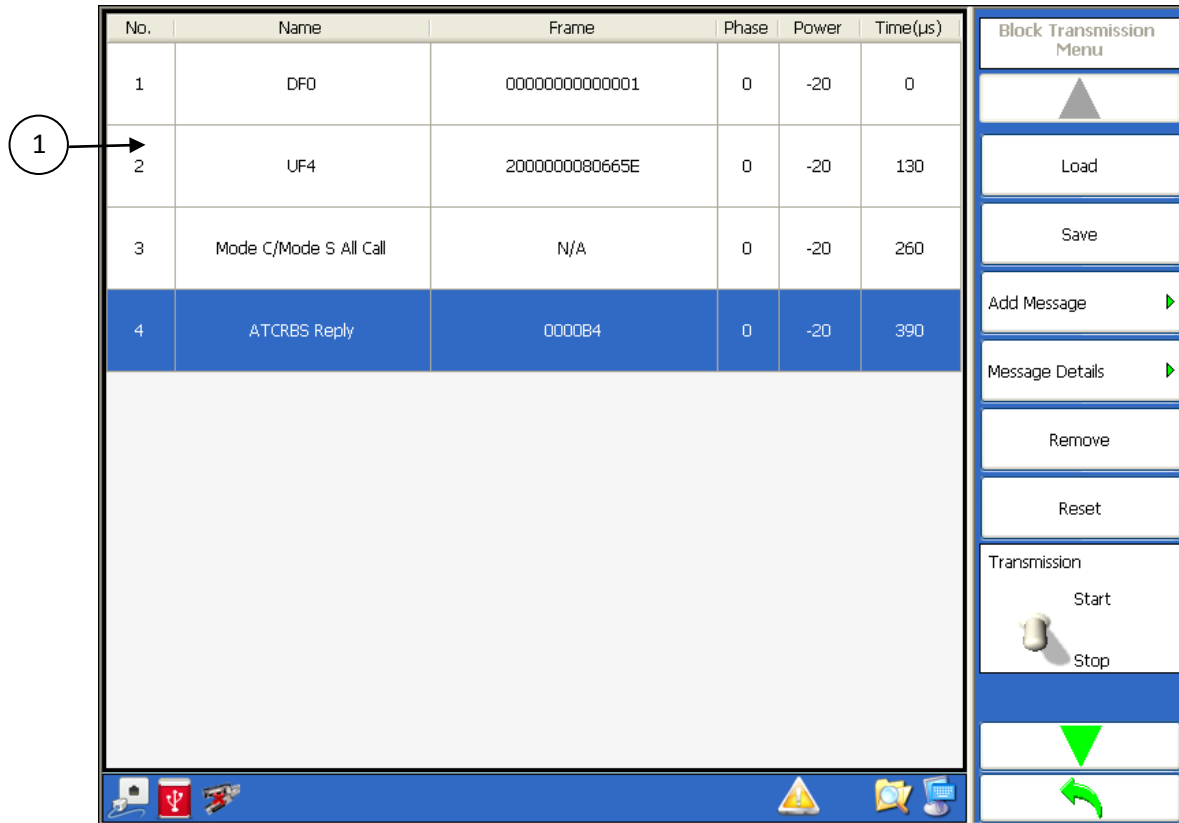 No. Name Frame Phase Power Time(µs)
1 DF0 00000000000001 0 -20 0
2 UF4 2000000080665E 0 -20 130
3 Mode C/Mode S All Call N/A 0 -20 260
4 ATCRBS Reply 0000B4 0 -20 390
1
Block Transmission
Menu
Load
Save
Add Message
Message Details
Remove
Reset
Transmission
Start
Stop